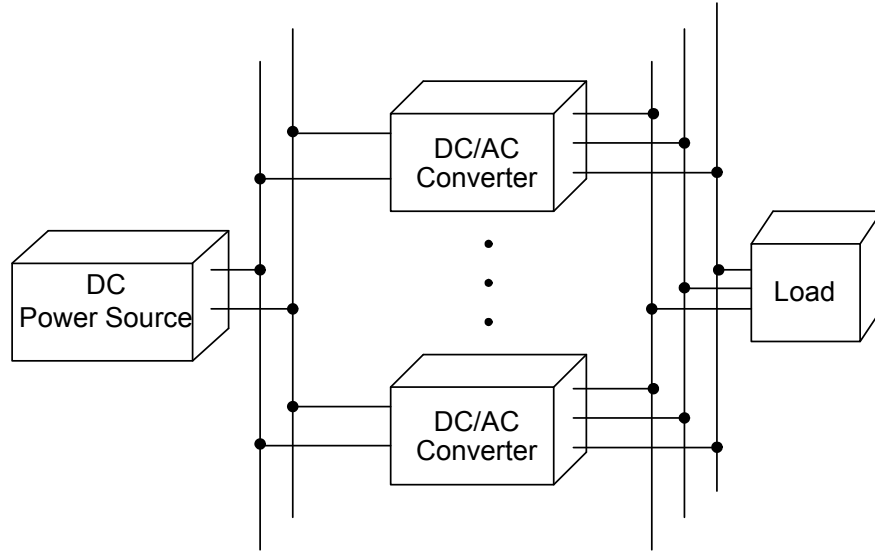 DC/AC
Converter
DC
Power Source
Load
DC/AC
Converter